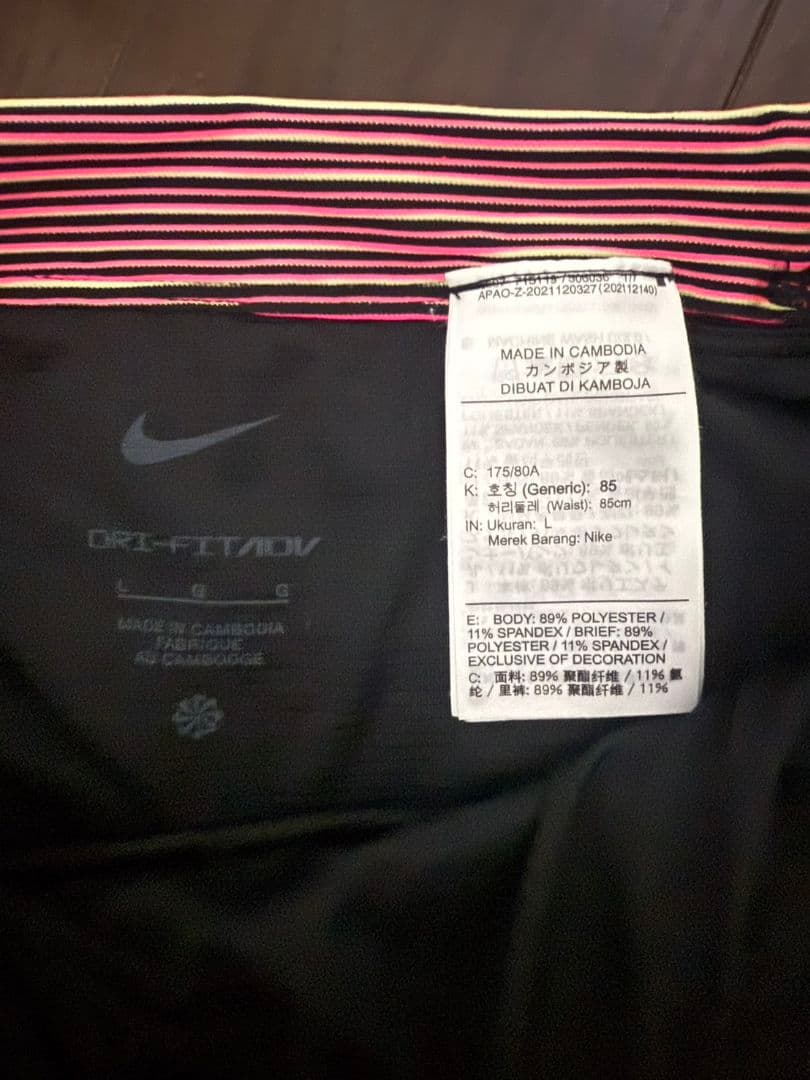 DRI-FIT ADV
L G G
MADE IN CAMBODIA
FABRIQUÉ
AU CAMBODGE
APAO-Z-2021120327(202112140)
MADE IN CAMBODIA
カンボジア製
DIBUAT DI KAMBOJA
C: 175/80A
K: 호칭 (Generic): 85
허리둘레 (Waist): 85cm
IN: Ukuran: L
Merek Barang: Nike
E: BODY: 89% POLYESTER /
11% SPANDEX / BRIEF: 89%
POLYESTER / 11% SPANDEX /
EXCLUSIVE OF DECORATION
C: 面料: 89% 聚酯纤维 / 11% 氨
纶 / 里裤: 89% 聚酯纤维 / 11%